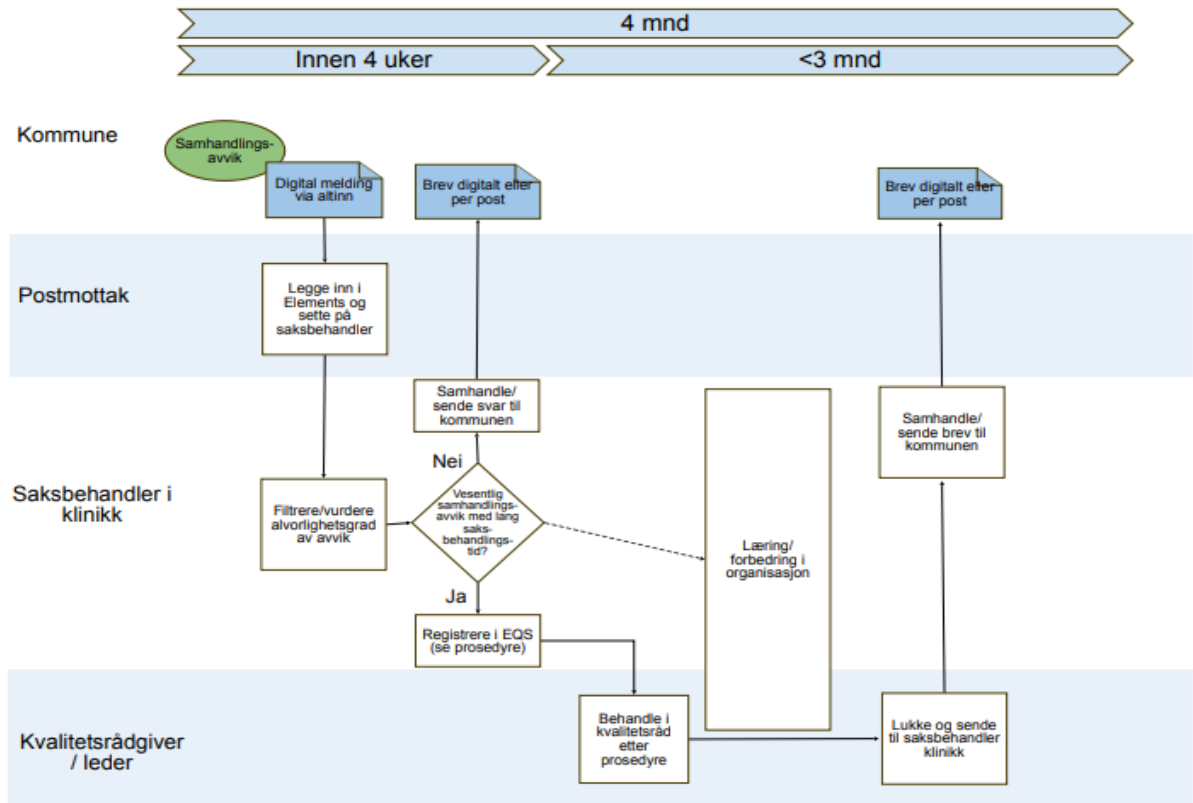 4 mnd
Innen 4 uker
<3 mnd
Kommune
Samhandlings-
avvik
Digital melding
via altinn
Brev digitalt eller
per post
Brev digitalt eller
per post
Postmottak
Legge inn i
Elements og
sette på
saksbehandler
Saksbehandler i
klinikk
Filtrere/vurdere
alvorlighetsgrad
av avvik
Samhandle/
sende svar til
kommunen
Nei
Vesentlig
samhandlings-
avvik med lang
saks-
behandlings-
tid?
Ja
Registrere i EQS
(se prosedyre)
Læring/
forbedring i
organisasjon
Samhandle/
sende brev til
kommunen
Kvalitetsrådgiver
/ leder
Behandle i
kvalitetsråd
etter
prosedyre
Lukke og sende
til saksbehandler
klinikk